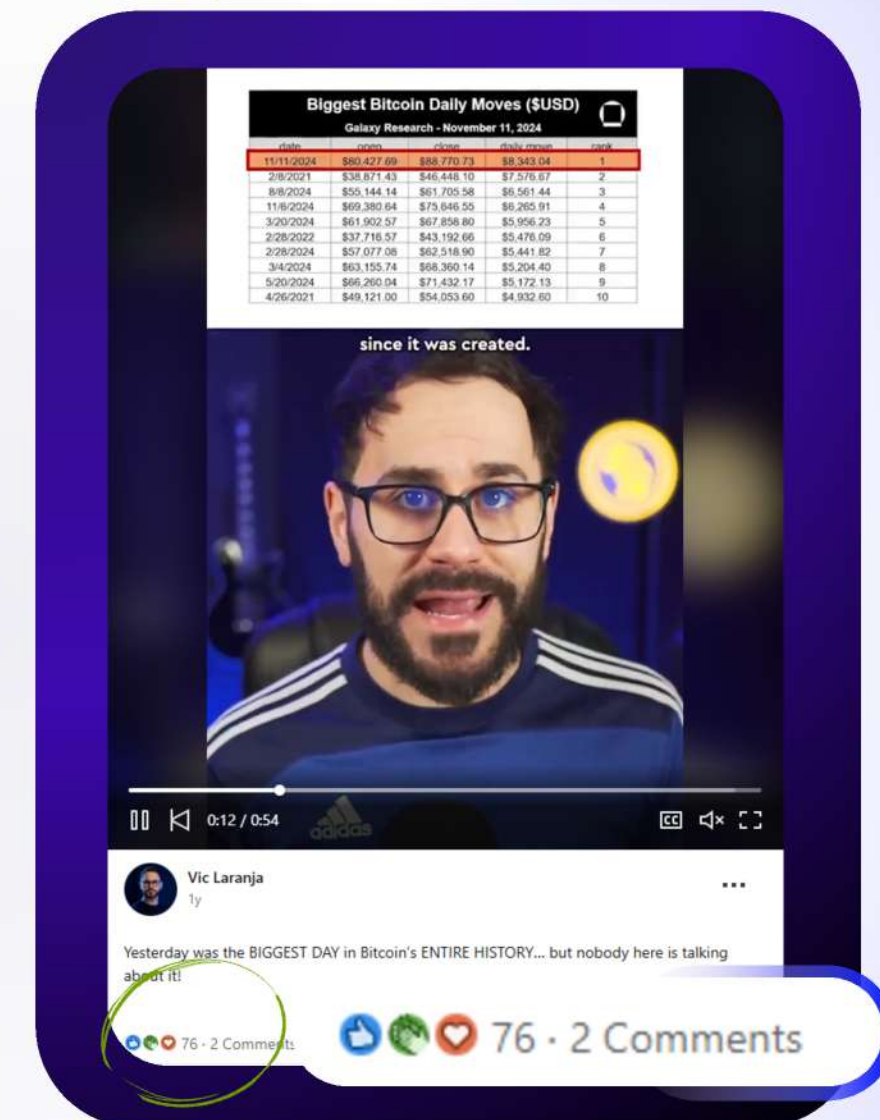 Biggest Bitcoin Daily Moves ($USD)
Galaxy Research - November 11, 2024
date open close daily move rank
11/11/2024 $80,427.69 $88,770.73 $8,343.04 1
2/8/2021 $38,871.43 $46,448.10 $7,576.67 2
8/8/2024 $55,144.14 $61,705.58 $6,561.44 3
11/6/2024 $69,380.64 $75,646.55 $6,265.91 4
3/20/2024 $61,902.57 $67,858.80 $5,956.23 5
2/28/2022 $37,716.57 $43,192.66 $5,476.09 6
2/28/2024 $57,077.08 $62,518.90 $5,441.82 7
3/4/2024 $63,155.74 $68,360.14 $5,204.40 8
5/20/2024 $66,260.04 $71,432.17 $5,172.13 9
4/26/2021 $49,121.00 $54,053.60 $4,932.60 10
since it was created.
0:12 / 0:54
adidas
CC
Vic Laranja
1y
Yesterday was the BIGGEST DAY in Bitcoin's ENTIRE HISTORY... but nobody here is talking
about it!
76 · 2 Comments
76 · 2 Comments